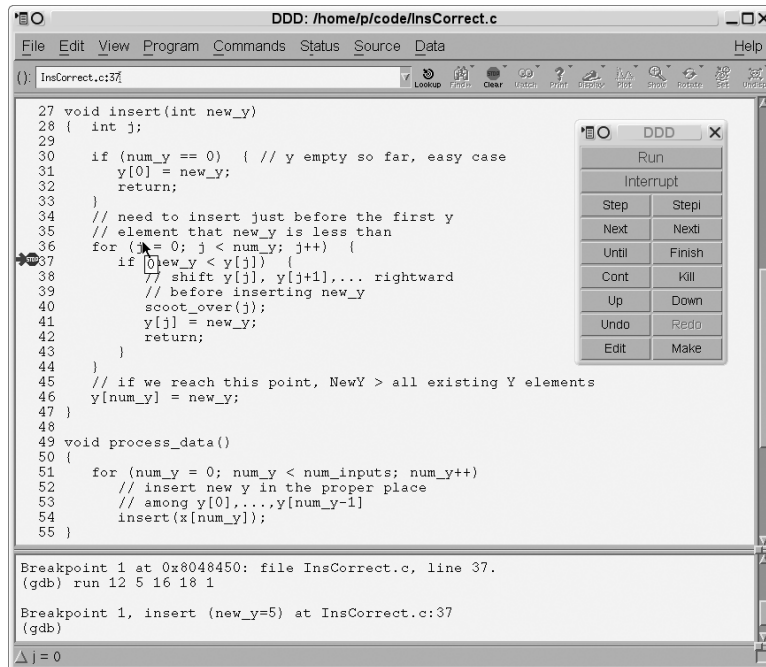 DDD: /home/p/code/InsCorrect.c
File Edit View Program Commands Status Source Data Help
(): InsCorrect.c:37
Lookup Find» Clear Watch Print Display Plot Show Rotate Set Undisp
27 void insert(int new_y)
28 { int j;
29
30 if (num_y == 0) { // y empty so far, easy case
31 y[0] = new_y;
32 return;
33 }
34 // need to insert just before the first y
35 // element that new_y is less than
36 for (j = 0; j < num_y; j++) {
STOP 37 if 0 new_y < y[j]) {
38 // shift y[j], y[j+1],... rightward
39 // before inserting new_y
40 scoot_over(j);
41 y[j] = new_y;
42 return;
43 }
44 }
45 // if we reach this point, NewY > all existing Y elements
46 y[num_y] = new_y;
47 }
48
49 void process_data()
50 {
51 for (num_y = 0; num_y < num_inputs; num_y++)
52 // insert new y in the proper place
53 // among y[0],...,y[num_y-1]
54 insert(x[num_y]);
55 }
DDD
Run
Interrupt
Step Stepi
Next Nexti
Until Finish
Cont Kill
Up Down
Undo Redo
Edit Make
Breakpoint 1 at 0x8048450: file InsCorrect.c, line 37.
(gdb) run 12 5 16 18 1
Breakpoint 1, insert (new_y=5) at InsCorrect.c:37
(gdb)
j = 0